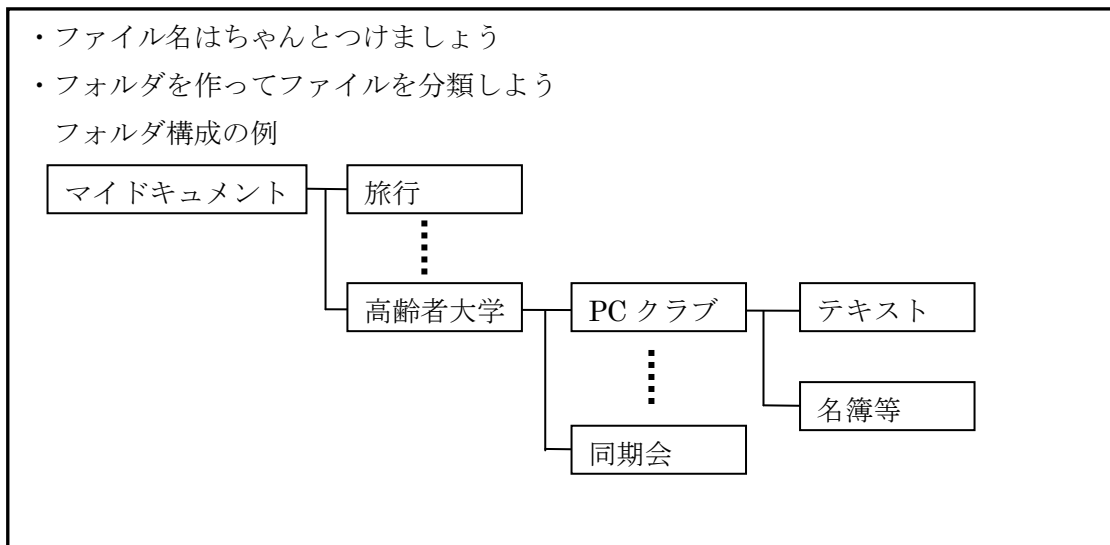 ・ファイル名はちゃんとつけましょう
・フォルダを作ってファイルを分類しよう
フォルダ構成の例
マイドキュメント 旅行
高齢者大学 PC クラブ テキスト
名簿等
同期会